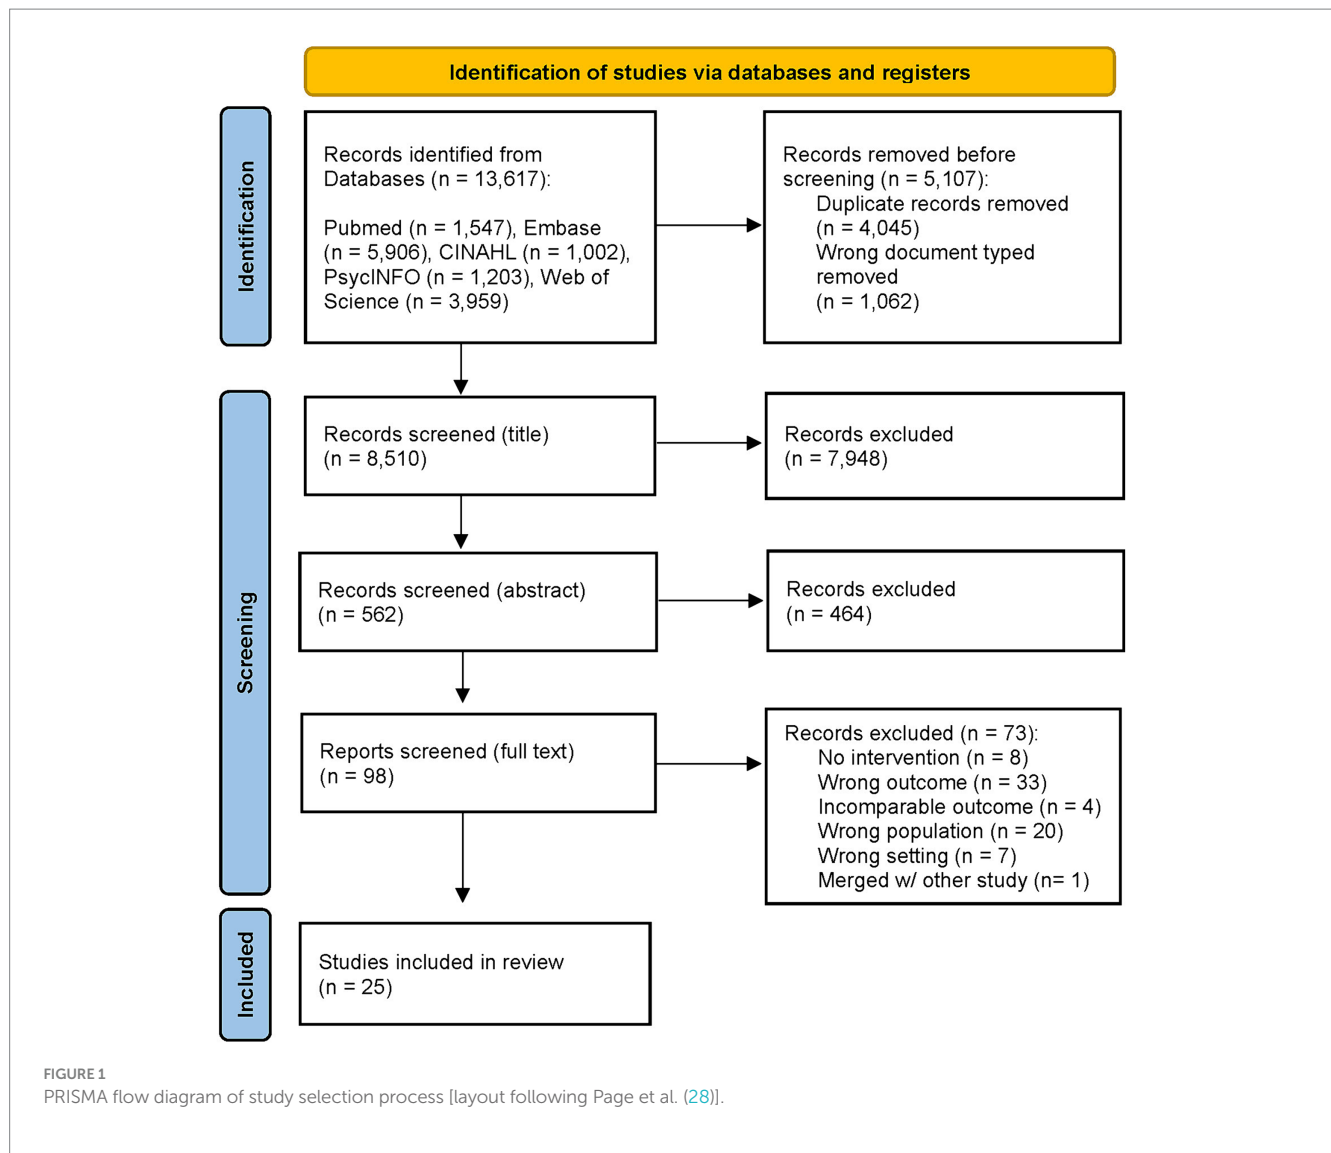 Identification of studies via databases and registers
Identification
Records identified from
Databases (n = 13,617):
Pubmed (n = 1,547), Embase
(n = 5,906), CINAHL (n = 1,002),
PsycINFO (n = 1,203), Web of
Science (n = 3,959)
Records removed before
screening (n = 5,107):
Duplicate records removed
(n = 4,045)
Wrong document typed
removed
(n = 1,062)
Screening
Records screened (title)
(n = 8,510)
Records excluded
(n = 7,948)
Records screened (abstract)
(n = 562)
Records excluded
(n = 464)
Reports screened (full text)
(n = 98)
Records excluded (n = 73):
No intervention (n = 8)
Wrong outcome (n = 33)
Incomparable outcome (n = 4)
Wrong population (n = 20)
Wrong setting (n = 7)
Merged w/ other study (n= 1)
Included
Studies included in review
(n = 25)
FIGURE 1
PRISMA flow diagram of study selection process [layout following Page et al. (28)].